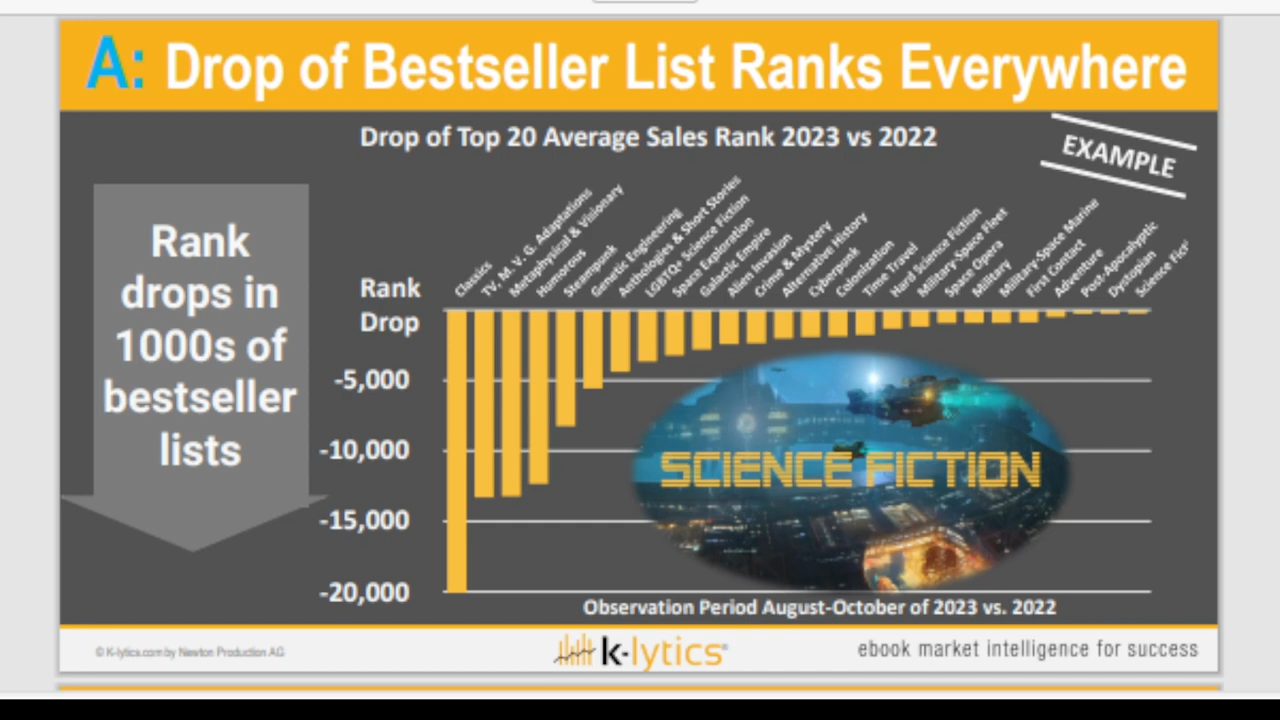 A: Drop of Bestseller List Ranks Everywhere
Drop of Top 20 Average Sales Rank 2023 vs 2022
EXAMPLE
Rank
drops in
1000s of
bestseller
lists
Rank
Drop
Classics
TV, M. V. G. Adaptations
Metaphysical & Visionary
Humorous
Steampunk
Genetic Engineering
Anthologies & Short Stories
LGBTQ+ Science Fiction
Space Exploration
Galactic Empire
Alien Invasion
Crime & Mystery
Alternative History
Cyberpunk
Colonization
Time Travel
Hard Science Fiction
Military-Space Fleet
Space Opera
Military
Military-Space Marine
First Contact
Adventure
Post-Apocalyptic
Dystopian
Science Fict
-5,000
-10,000
-15,000
-20,000
SCIENCE FICTION
Observation Period August-October of 2023 vs. 2022
© K-lytics.com by Newton Production AG
k-lytics®
ebook market intelligence for success